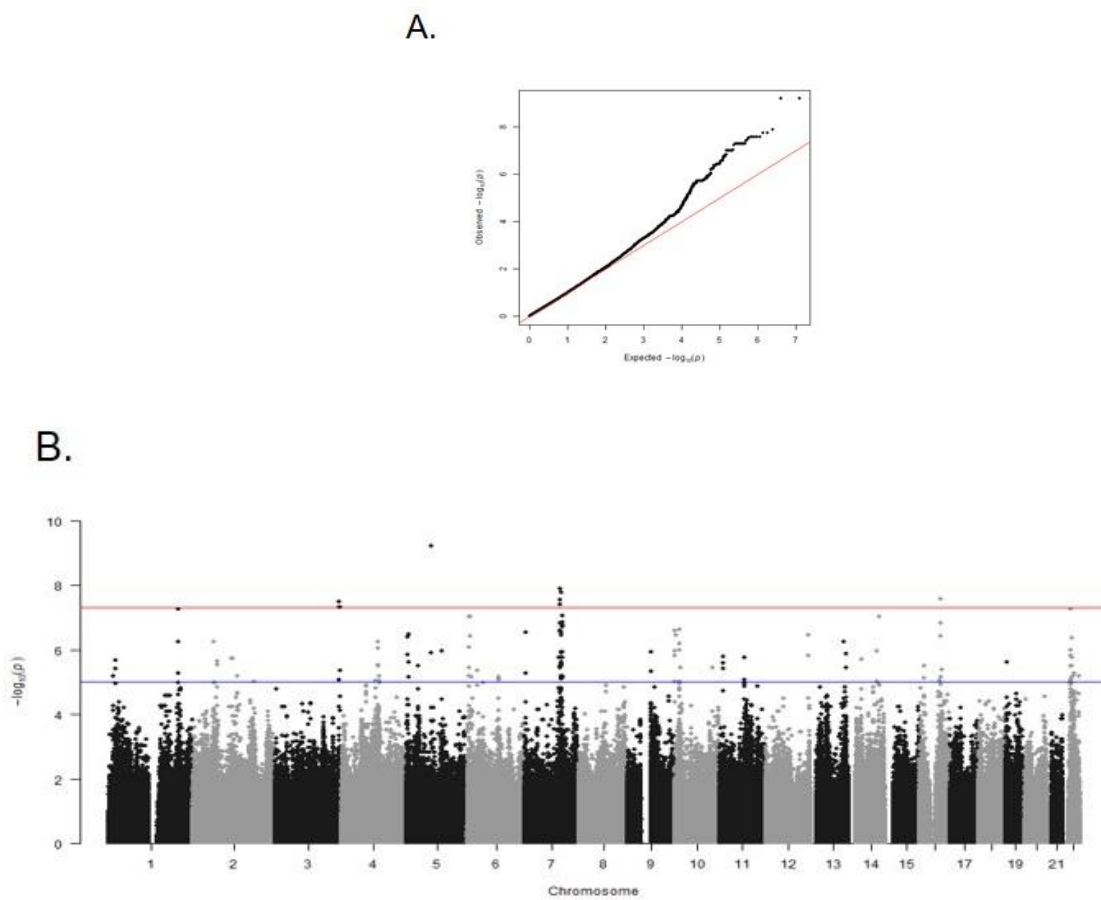 A.
8
6
4
2
0
Observed −log₁₀(p)
0 1 2 3 4 5 6 7
Expected −log₁₀(p)
B.
10
8
6
4
2
0
−log₁₀(p)
1 2 3 4 5 6 7 8 9 10 11 12 13 14 15 17 19 21
Chromosome